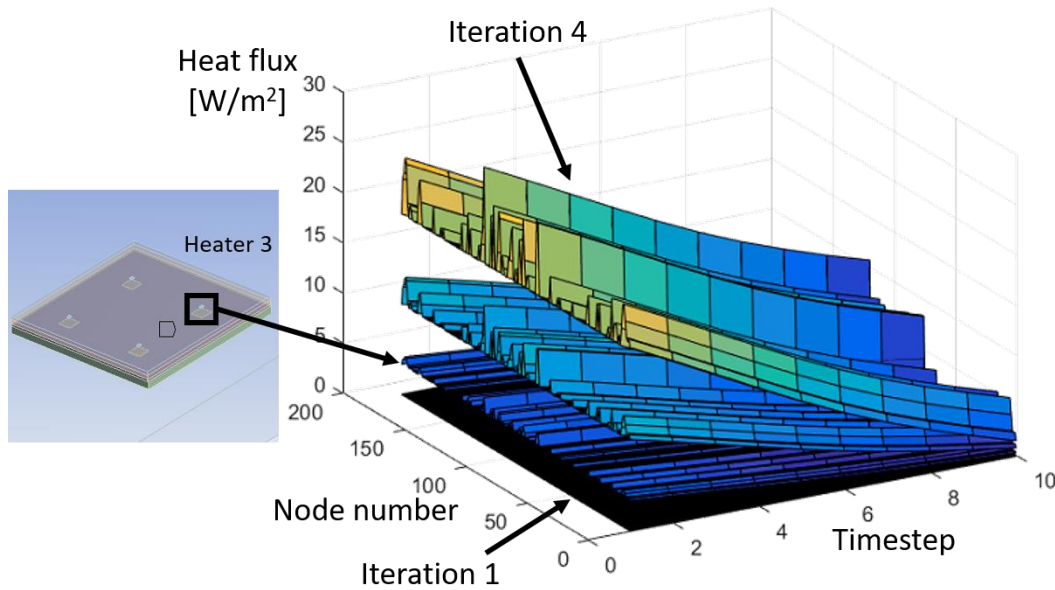 Iteration 4
Heat flux
[W/m²]
30
25
20
15
10
5
0
Heater 3
200
150
100
50
0
Node number
0
2
4
6
8
10
Timestep
Iteration 1